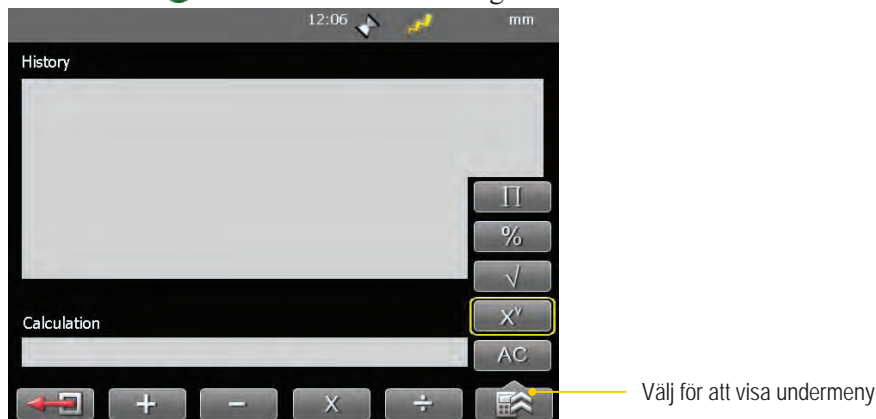 12:06 mm
History
Π
%
√
Xʸ
Calculation
AC
+ − X ÷
Välj för att visa undermeny